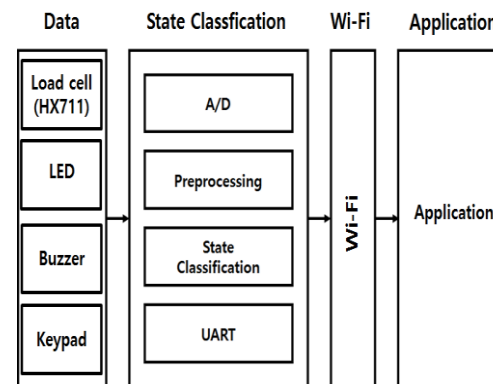 Data
State Classfication
Wi-Fi
Application
Load cell
(HX711)
LED
Buzzer
Keypad
A/D
Preprocessing
State
Classification
UART
Wi-Fi
Application